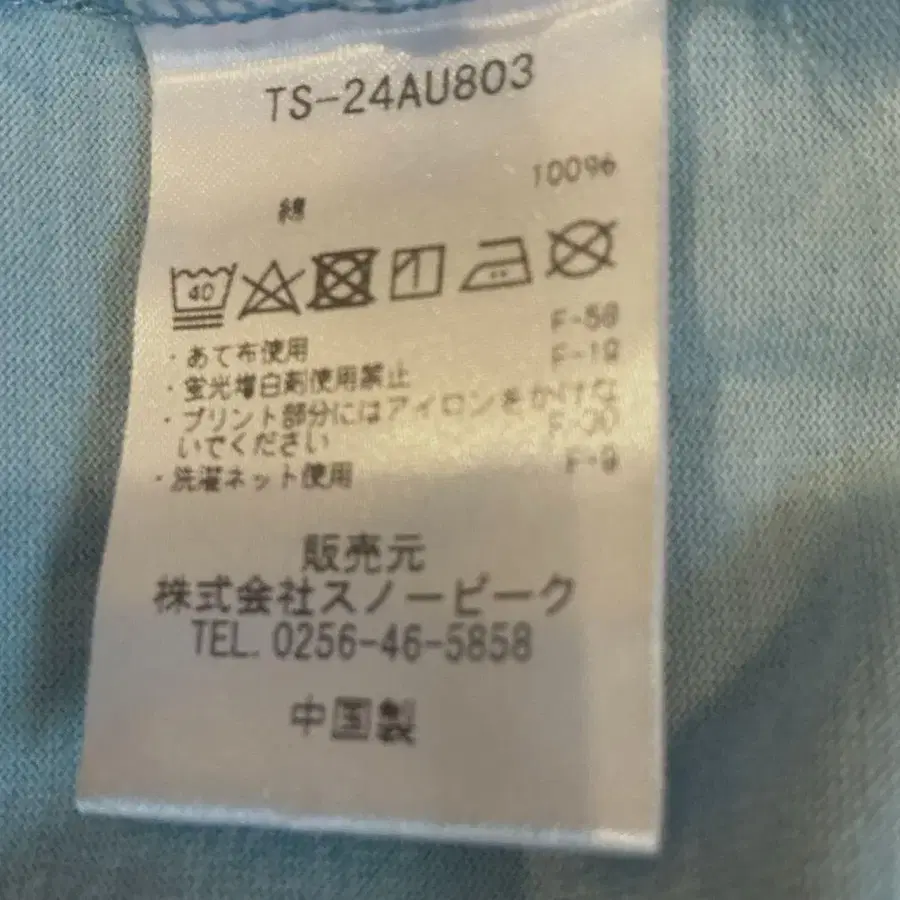 TS-24AU803
100%
綿
40
・あて布使用 F-58
・蛍光増白剤使用禁止 F-19
・プリント部分にはアイロンをかけな
いでください F-30
・洗濯ネット使用 F-9
販売元
株式会社スノーピーク
TEL. 0256-46-5858
中国製